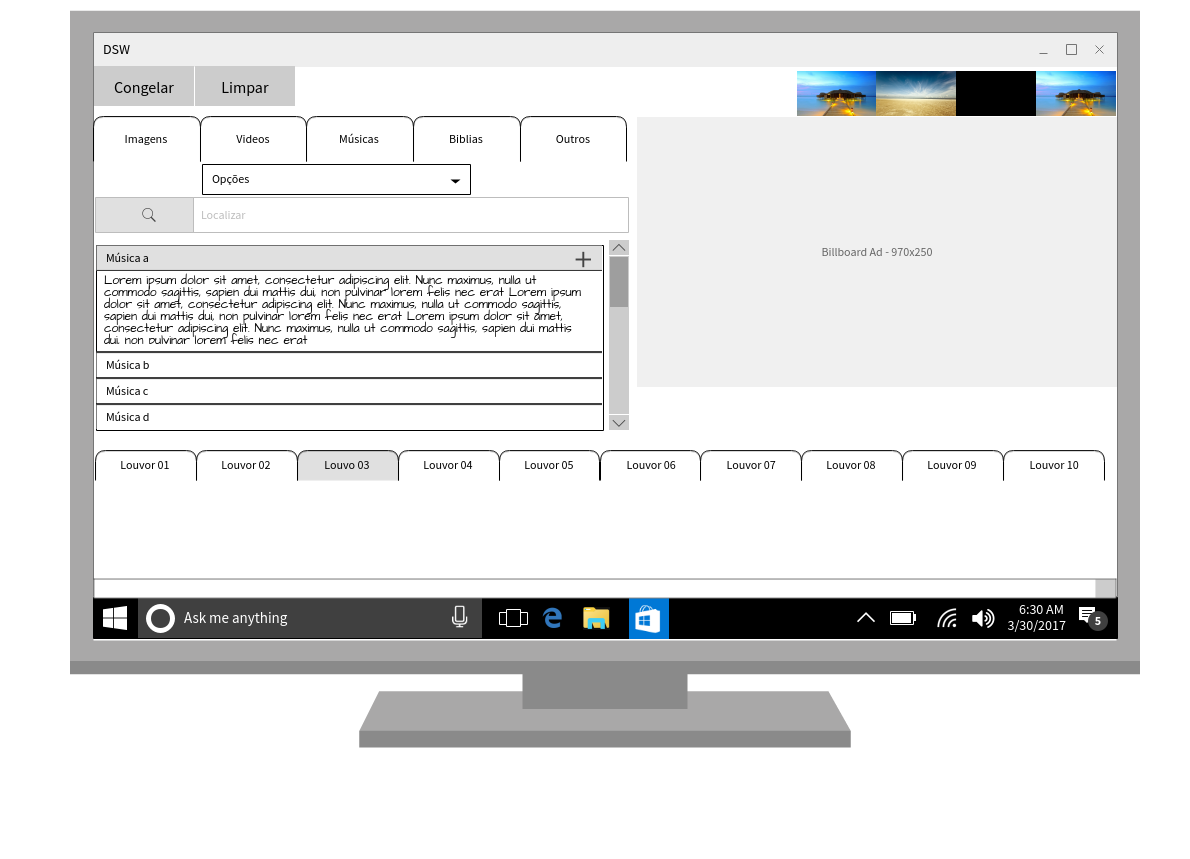 DSW
Congelar Limpar
Imagens Videos Músicas Biblias Outros
Opções
Localizar
Billboard Ad - 970x250
Música a
Lorem ipsum dolor sit amet, consectetur adipiscing elit. Nunc maximus, nulla ut
commodo sagittis, sapien dui mattis dui, non pulvinar lorem felis nec erat Lorem ipsum
dolor sit amet, consectetur adipiscing elit. Nunc maximus, nulla ut commodo sagittis,
sapien dui mattis dui, non pulvinar lorem felis nec erat Lorem ipsum dolor sit amet,
consectetur adipiscing elit. Nunc maximus, nulla ut commodo sagittis, sapien dui mattis
dui, non pulvinar lorem felis nec erat
Música b
Música c
Música d
Louvor 01 Louvor 02 Louvo 03 Louvor 04 Louvor 05 Louvor 06 Louvor 07 Louvor 08 Louvor 09 Louvor 10
Ask me anything
6:30 AM
3/30/2017
5